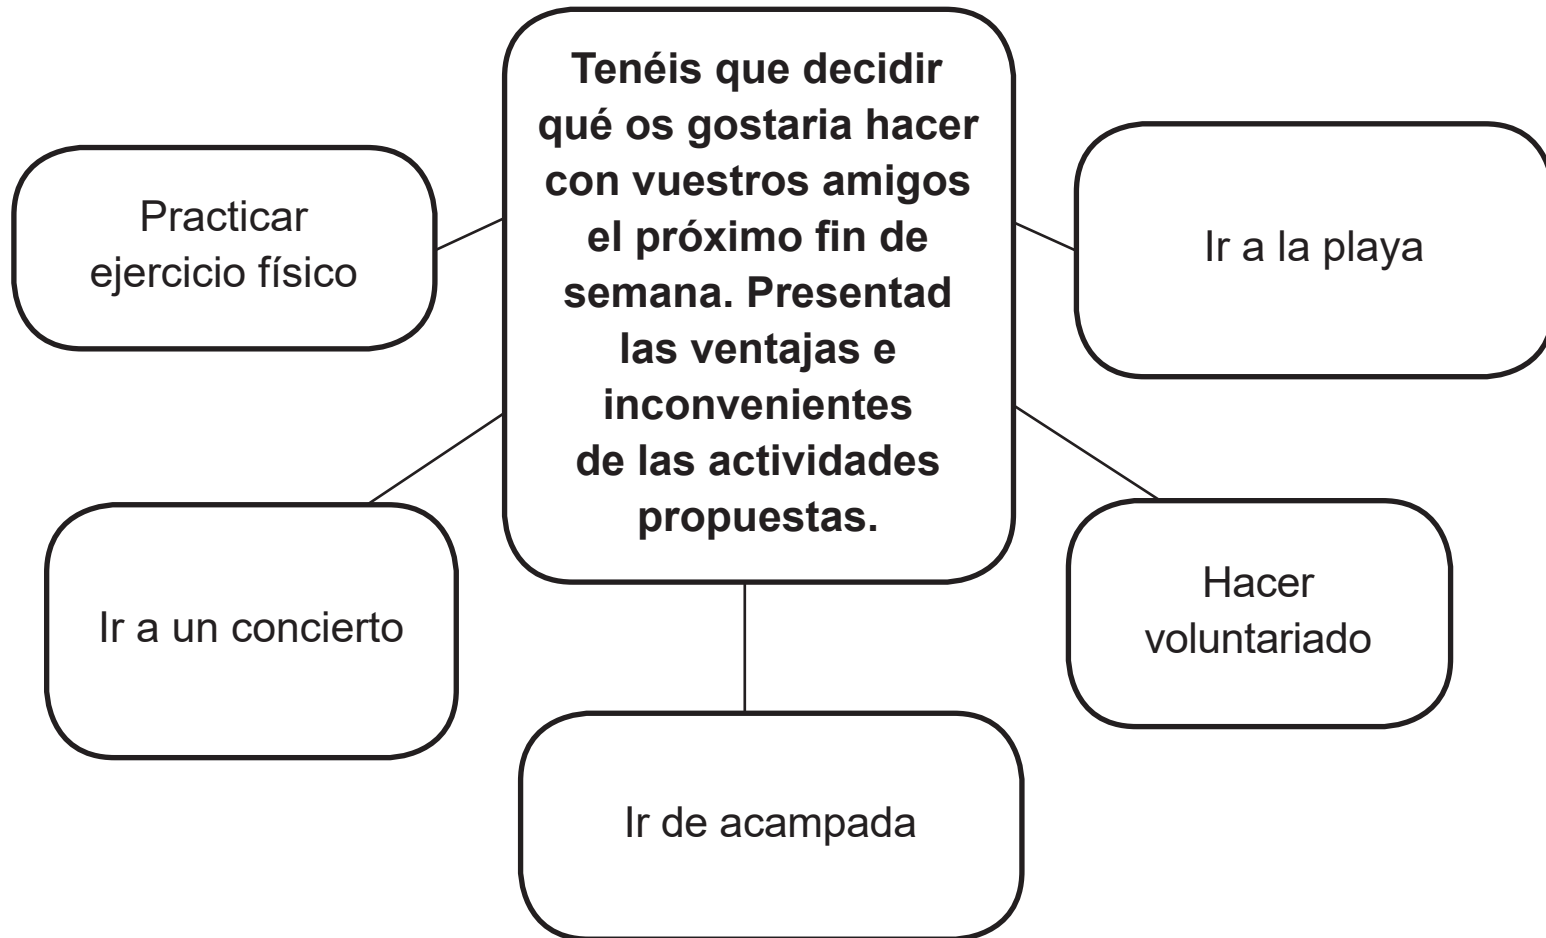 Tenéis que decidir
qué os gostaria hacer
con vuestros amigos
el próximo fin de
semana. Presentad
las ventajas e
inconvenientes
de las actividades
propuestas.
Practicar
ejercicio físico
Ir a la playa
Ir a un concierto
Hacer
voluntariado
Ir de acampada